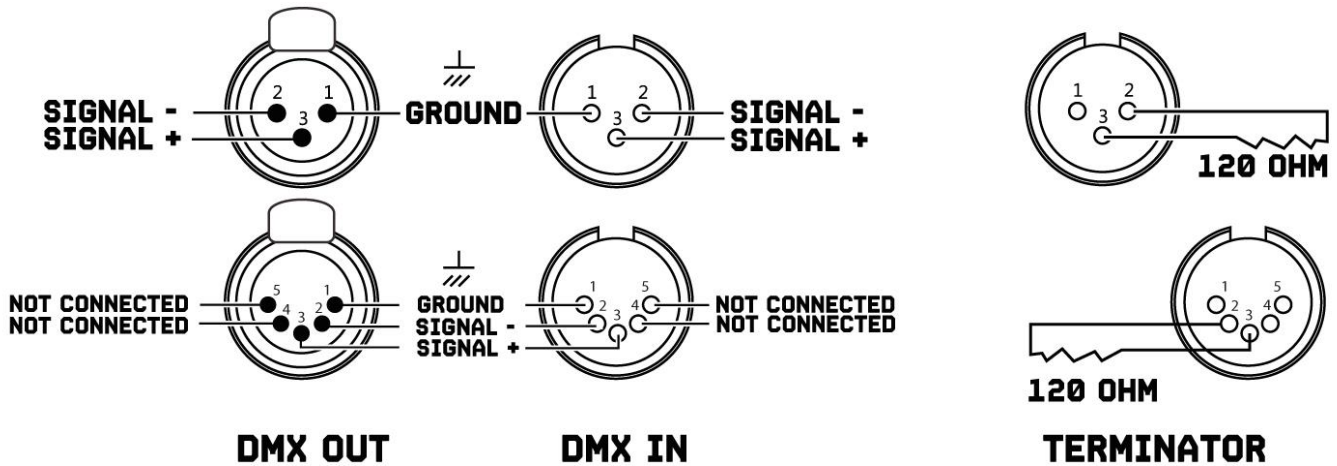 2 1 1 2 1 2
SIGNAL - GROUND SIGNAL -
3 3 3
SIGNAL + SIGNAL +
120 OHM
5 1 1 5 1 5
NOT CONNECTED GROUND NOT CONNECTED
4 2 2 4 2 4
NOT CONNECTED SIGNAL - NOT CONNECTED
3 3 3
SIGNAL +
120 OHM
DMX OUT DMX IN TERMINATOR